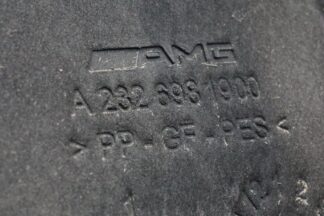 AMG
A 232 698 1900
> PP - GF - PES <